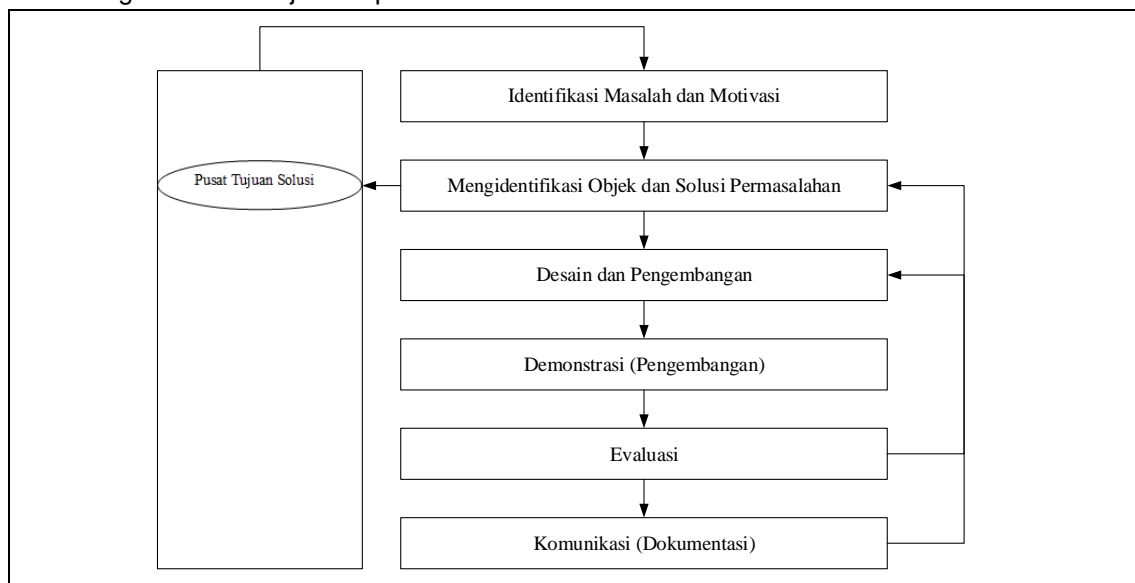 Identifikasi Masalah dan Motivasi
Pusat Tujuan Solusi
Mengidentifikasi Objek dan Solusi Permasalahan
Desain dan Pengembangan
Demonstrasi (Pengembangan)
Evaluasi
Komunikasi (Dokumentasi)